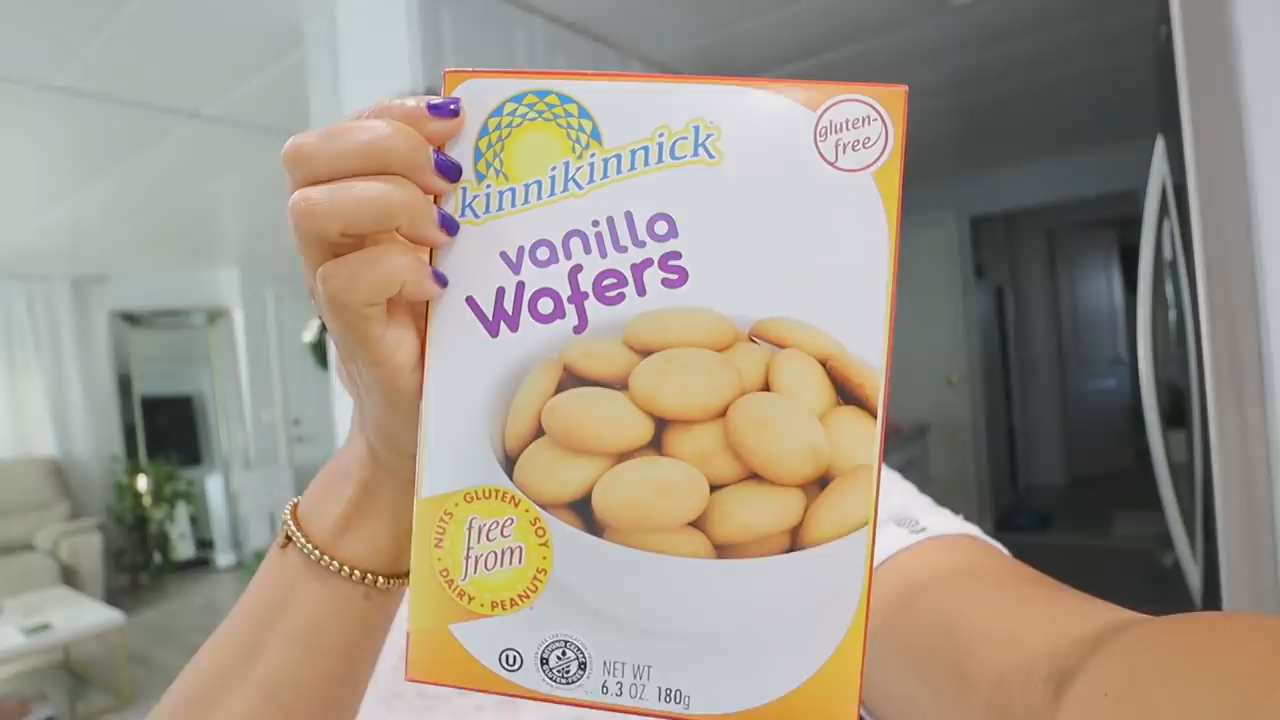 kinnikinnick
gluten-
free
vanilla
Wafers
GLUTEN · SOY · PEANUTS · DAIRY · NUTS ·
free
from
U
NET WT
6.3 OZ. 180g